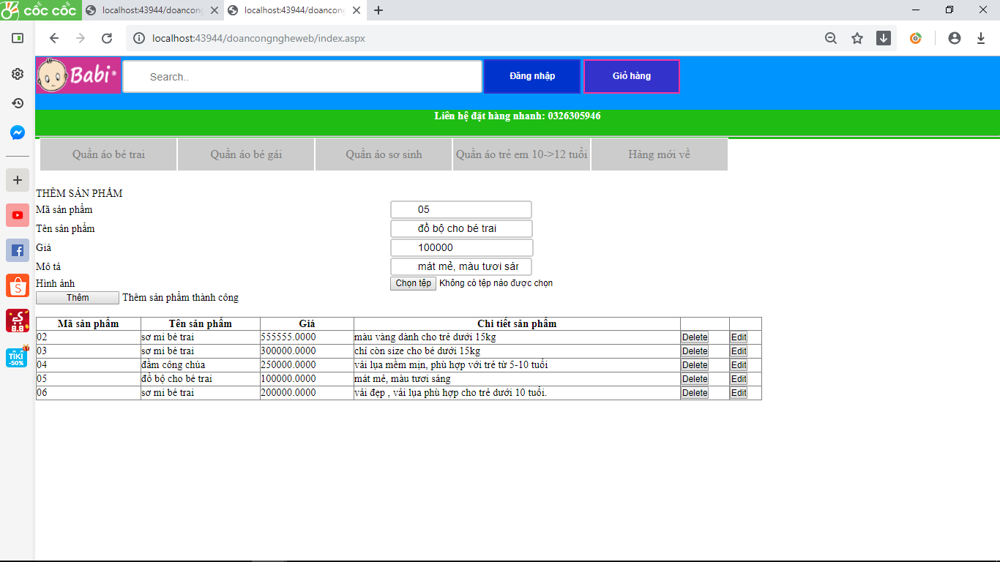 cốc cốc
localhost:43944/doancong
localhost:43944/doancong
localhost:43944/doancongngheweb/index.aspx
Babi®
Search..
Đăng nhập
Giỏ hàng
Liên hệ đặt hàng nhanh: 0326305946
Quần áo bé trai
Quần áo bé gái
Quần áo sơ sinh
Quần áo trẻ em 10->12 tuổi
Hàng mới về
THÊM SẢN PHẨM
Mã sản phẩm 05
Tên sản phẩm đồ bộ cho bé trai
Giá 100000
Mô tả mát mẻ, màu tươi sán
Hình ảnh Chọn tệp Không có tệp nào được chọn
Thêm Thêm sản phẩm thành công
Mã sản phẩm Tên sản phẩm Giá Chi tiết sản phẩm
02 sơ mi bé trai 555555.0000 màu vàng dành cho trẻ dưới 15kg Delete Edit
03 sơ mi bé trai 300000.0000 chỉ còn size cho bé dưới 15kg Delete Edit
04 đầm công chúa 250000.0000 vải lụa mềm mịn, phù hợp với trẻ từ 5-10 tuổi Delete Edit
05 đồ bộ cho bé trai 100000.0000 mát mẻ, màu tươi sáng Delete Edit
06 sơ mi bé trai 200000.0000 vải đẹp , vải lụa phù hợp cho trẻ dưới 10 tuổi. Delete Edit
8.8
TIKI
-50%